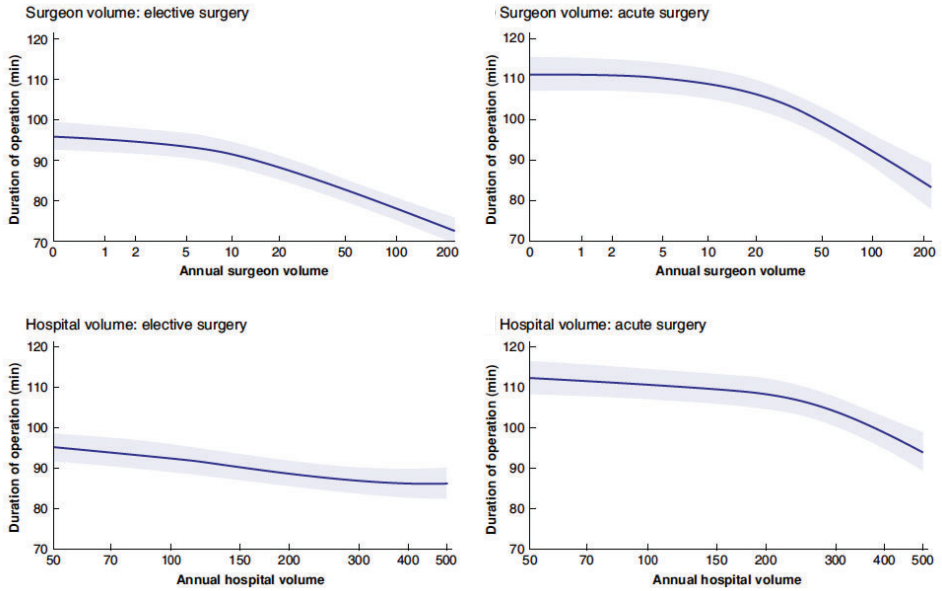 Surgeon volume: elective surgery
Duration of operation (min)
120
110
100
90
80
70
0 1 2 5 10 20 50 100 200
Annual surgeon volume
Surgeon volume: acute surgery
Duration of operation (min)
120
110
100
90
80
70
0 1 2 5 10 20 50 100 200
Annual surgeon volume
Hospital volume: elective surgery
Duration of operation (min)
120
110
100
90
80
70
50 70 100 150 200 300 400 500
Annual hospital volume
Hospital volume: acute surgery
Duration of operation (min)
120
110
100
90
80
70
50 70 100 150 200 300 400 500
Annual hospital volume